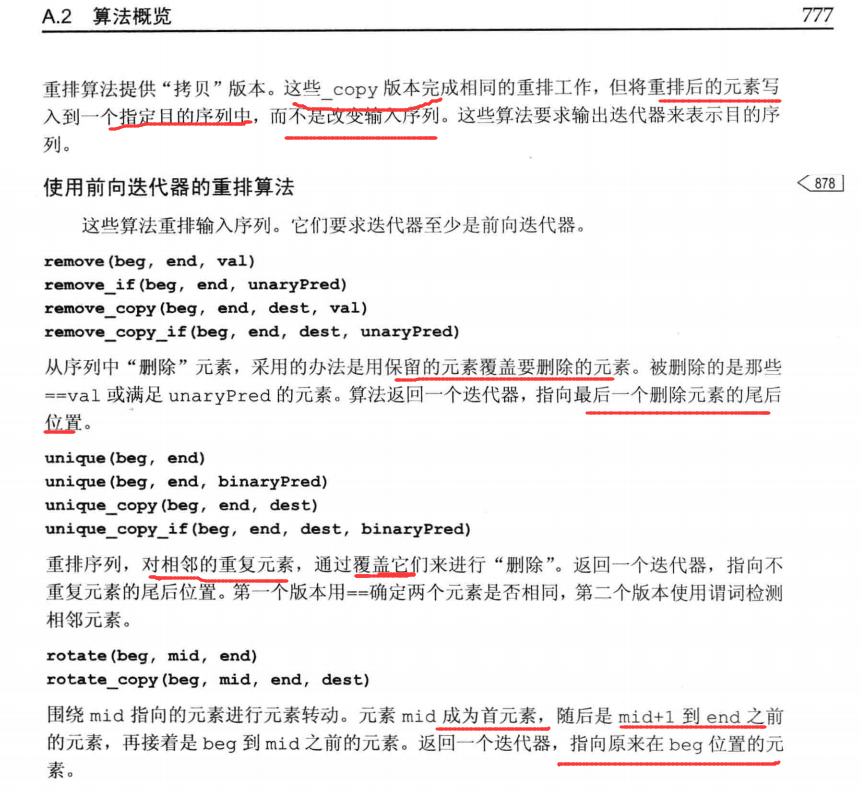 A.2 算法概览 777
重排算法提供“拷贝”版本。这些_copy 版本完成相同的重排工作，但将重排后的元素写
入到一个指定目的序列中，而不是改变输入序列。这些算法要求输出迭代器来表示目的序
列。
使用前向迭代器的重排算法 878
这些算法重排输入序列。它们要求迭代器至少是前向迭代器。
remove(beg, end, val)
remove_if(beg, end, unaryPred)
remove_copy(beg, end, dest, val)
remove_copy_if(beg, end, dest, unaryPred)
从序列中“删除”元素，采用的办法是用保留的元素覆盖要删除的元素。被删除的是那些
==val 或满足 unaryPred 的元素。算法返回一个迭代器，指向最后一个删除元素的尾后
位置。
unique(beg, end)
unique(beg, end, binaryPred)
unique_copy(beg, end, dest)
unique_copy_if(beg, end, dest, binaryPred)
重排序列，对相邻的重复元素，通过覆盖它们来进行“删除”。返回一个迭代器，指向不
重复元素的尾后位置。第一个版本用==确定两个元素是否相同，第二个版本使用谓词检测
相邻元素。
rotate(beg, mid, end)
rotate_copy(beg, mid, end, dest)
围绕 mid 指向的元素进行元素转动。元素 mid 成为首元素，随后是 mid+1 到 end 之前
的元素，再接着是 beg 到 mid 之前的元素。返回一个迭代器，指向原来在 beg 位置的元
素。